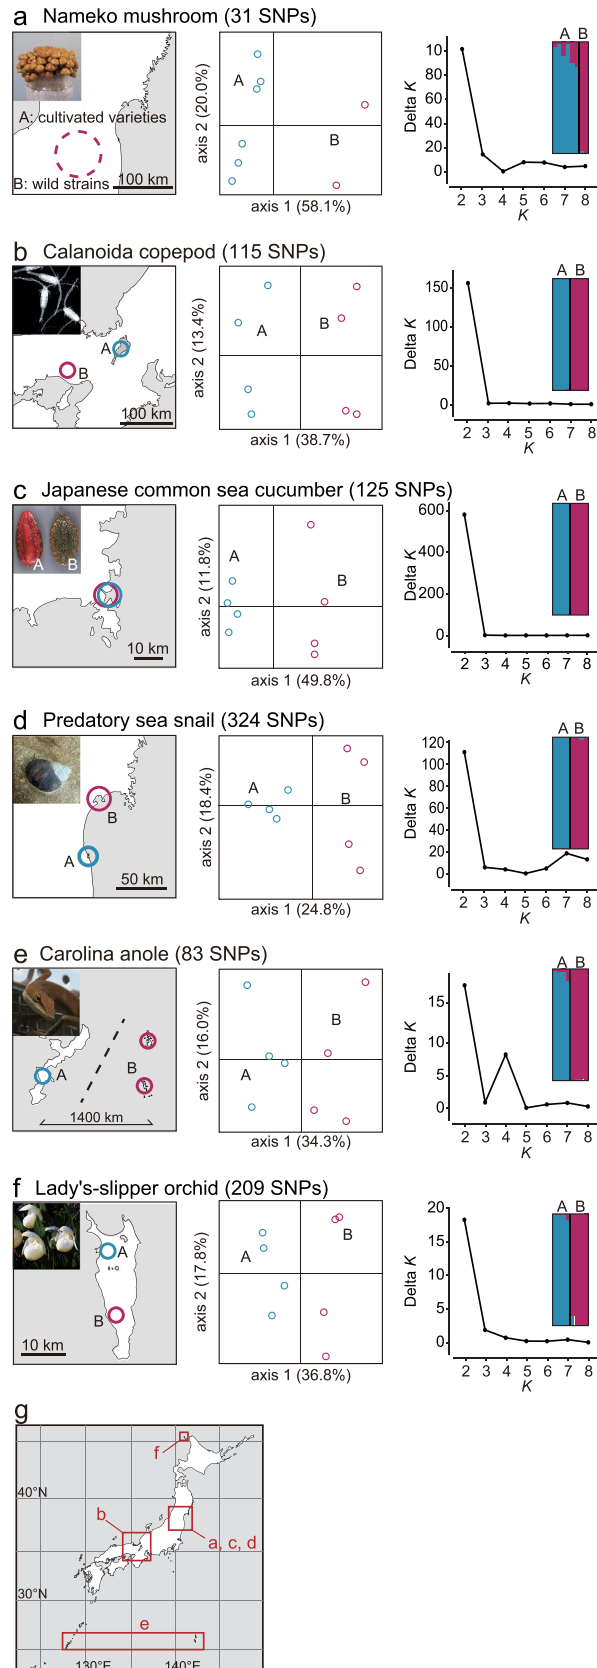 a Nameko mushroom (31 SNPs)
A: cultivated varieties
B: wild strains
100 km
axis 2 (20.0%)
A
B
axis 1 (58.1%)
Delta K
10
80
60
40
20
0
2 3 4 5 6 7 8
K
A B
b Calanoida copepod (115 SNPs)
A
B
100 km
axis 2 (13.4%)
A
B
axis 1 (38.7%)
Delta K
150
100
50
0
2 3 4 5 6 7 8
K
A B
c Japanese common sea cucumber (125 SNPs)
A B
10 km
axis 2 (11.8%)
A
B
axis 1 (49.8%)
Delta K
600
400
200
0
2 3 4 5 6 7 8
K
A B
d Predatory sea snail (324 SNPs)
B
A
50 km
axis 2 (18.4%)
A
B
axis 1 (24.8%)
Delta K
120
100
80
60
40
20
0
2 3 4 5 6 7 8
K
A B
e Carolina anole (83 SNPs)
A
B
1400 km
axis 2 (16.0%)
B
A
axis 1 (34.3%)
Delta K
15
10
5
0
2 3 4 5 6 7 8
K
A B
f Lady's-slipper orchid (209 SNPs)
A
B
10 km
axis 2 (17.8%)
A
B
axis 1 (36.8%)
Delta K
20
15
10
5
0
2 3 4 5 6 7 8
K
A B
g
f
40°N
b
a, c, d
30°N
e
130°E 140°E